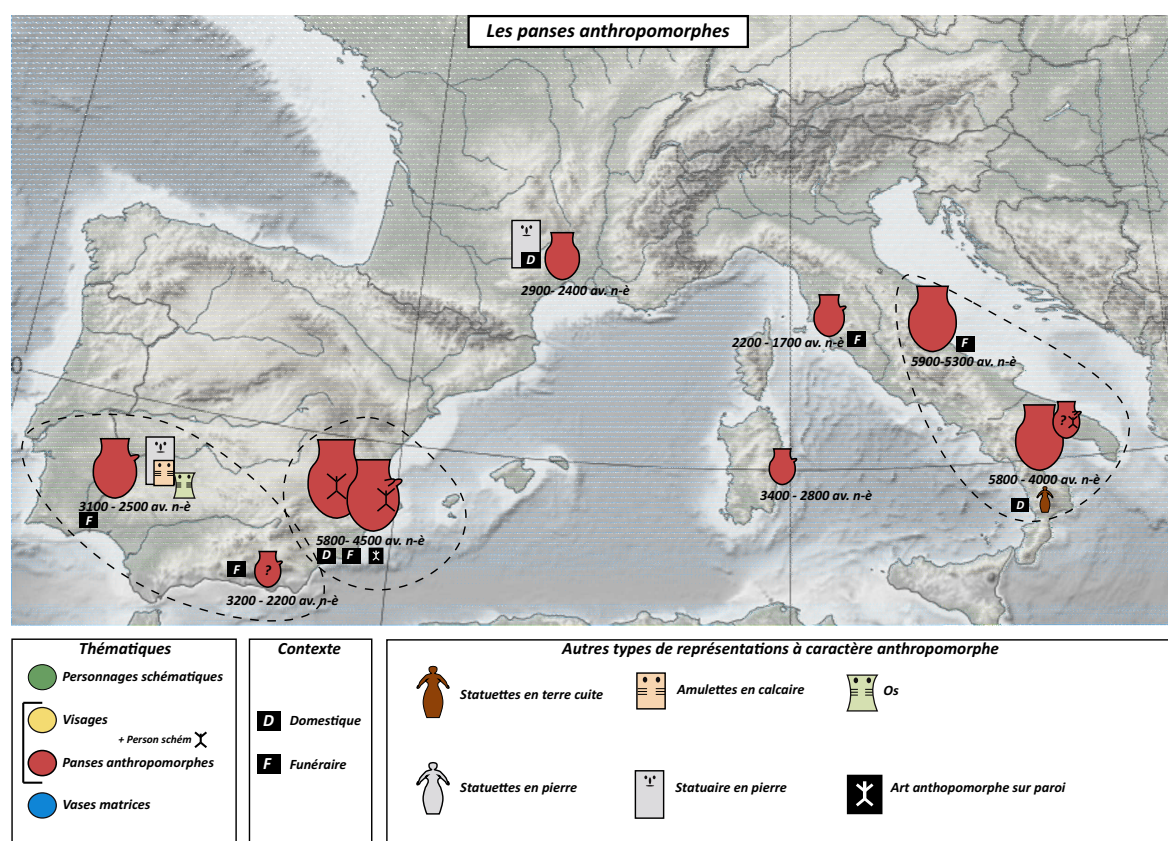 Les panses anthropomorphes
D
2900- 2400 av. n-è
2200 - 1700 av. n-è
F
F
5900-5300 av. n-è
0
?
3100 - 2500 av. n-è
F
3400 - 2800 av. n-è
5800 - 4000 av. n-è
D
5800- 4500 av. n-è
D F
F
?
3200 - 2200 av. n-è
Thématiques
Personnages schématiques
Visages
+ Person schém
Panses anthropomorphes
Vases matrices
Contexte
D Domestique
F Funéraire
Autres types de représentations à caractère anthropomorphe
Statuettes en terre cuite
Amulettes en calcaire
Os
Statuettes en pierre
Statuaire en pierre
Art anthopomorphe sur paroi